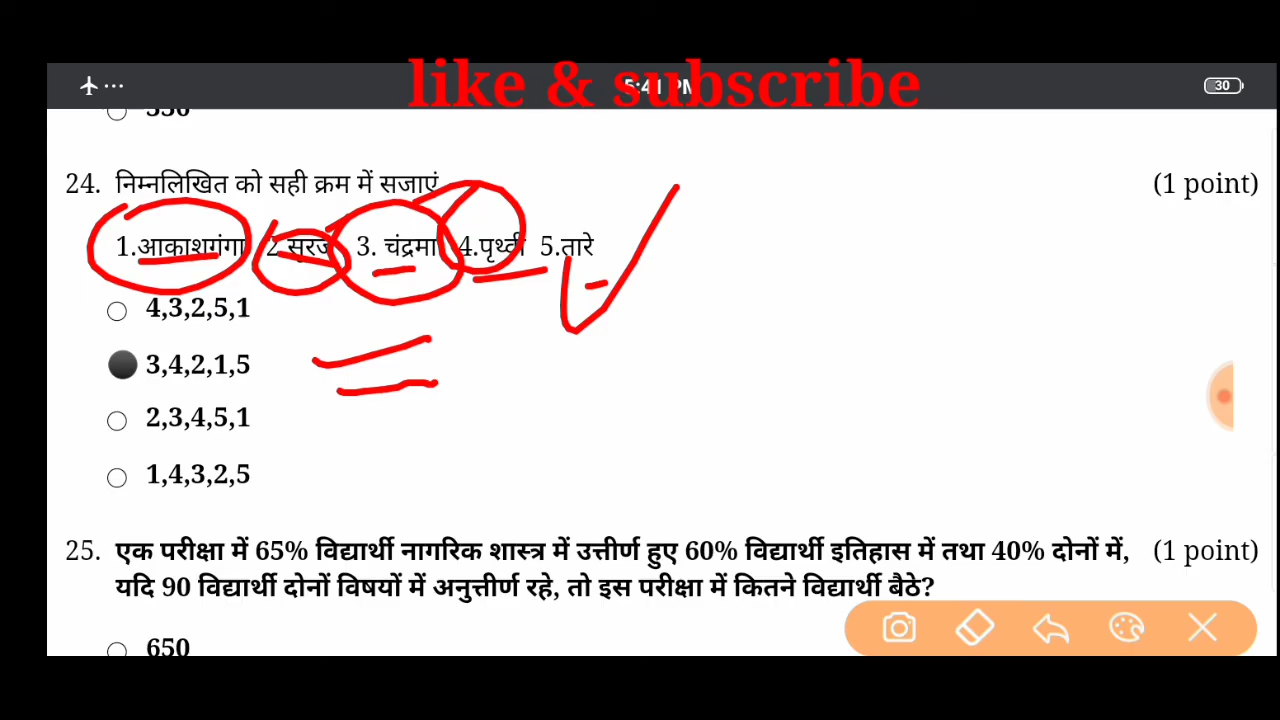 like & subscribe
5:41 PM
30
24. निम्नलिखित को सही क्रम में सजाएं (1 point)
1.आकाशगंगा 2.सूरज 3. चंद्रमा 4.पृथ्वी 5.तारे
4,3,2,5,1
3,4,2,1,5
2,3,4,5,1
1,4,3,2,5
25. एक परीक्षा में 65% विद्यार्थी नागरिक शास्त्र में उत्तीर्ण हुए 60% विद्यार्थी इतिहास में तथा 40% दोनों में, (1 point)
यदि 90 विद्यार्थी दोनों विषयों में अनुत्तीर्ण रहे, तो इस परीक्षा में कितने विद्यार्थी बैठे?
650